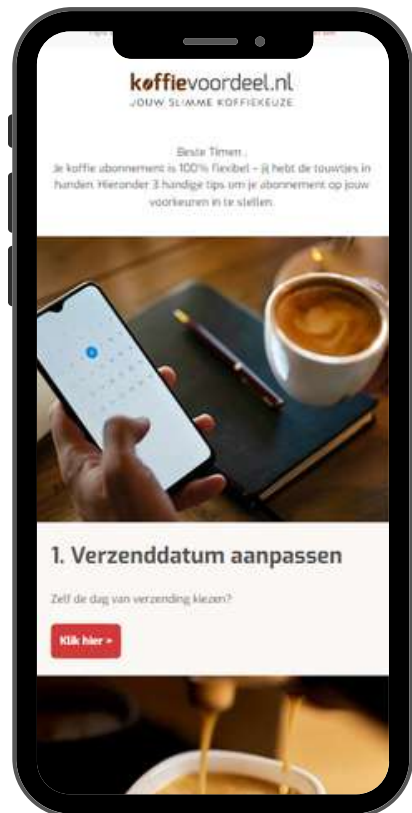 koffievoordeel.nl
JOUW SLIMME KOFFIEKEUZE
Beste Timen ,
Je koffie abonnement is 100% flexibel – jij hebt de touwtjes in
handen. Hieronder 3 handige tips om je abonnement op jouw
voorkeuren in te stellen.
1. Verzenddatum aanpassen
Zelf de dag van verzending kiezen?
Klik hier >